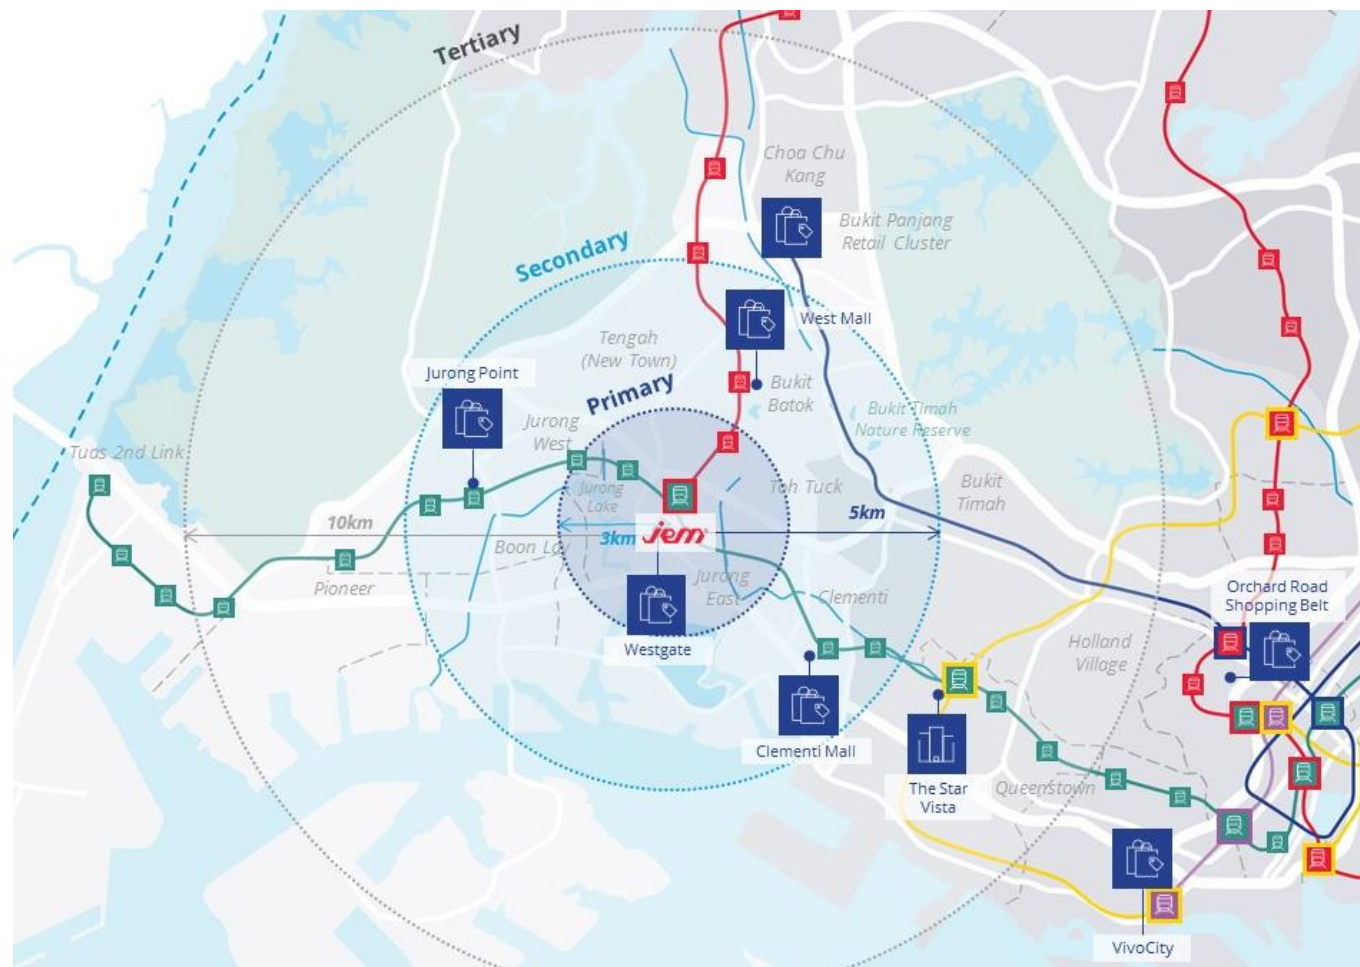 Tertiary
Choa Chu
Kang
Bukit Panjang
Retail Cluster
Secondary
West Mall
Tengah
(New Town)
Jurong Point
Primary
Bukit
Batok
Bukit Timah
Nature Reserve
Jurong
West
Tuas 2nd Link
Jurong
Lake
Toh Tuck
Bukit
Timah
10km
5km
3km
jem
Boon Lay
Pioneer
Jurong
East
Clementi
Orchard Road
Shopping Belt
Holland
Village
Westgate
Clementi Mall
The Star
Vista
Queenstown
VivoCity